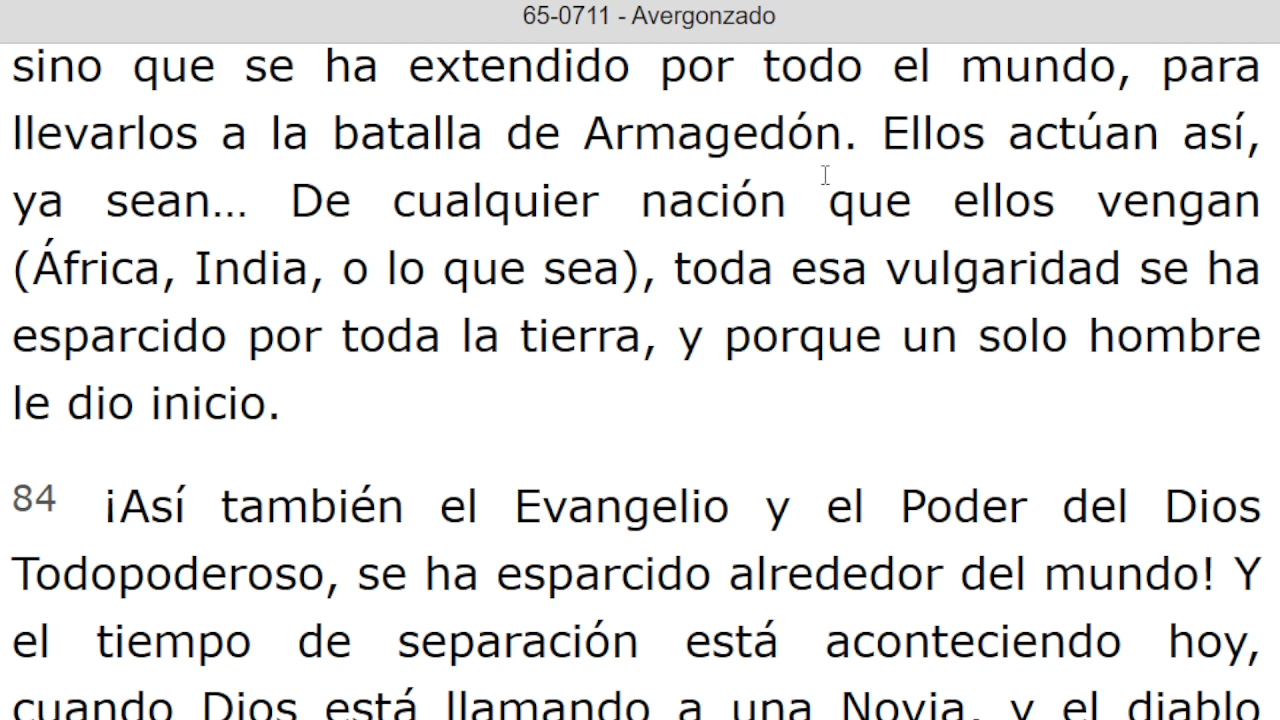 65-0711 - Avergonzado
sino que se ha extendido por todo el mundo, para
llevarlos a la batalla de Armagedón. Ellos actúan así,
ya sean… De cualquier nación que ellos vengan
(África, India, o lo que sea), toda esa vulgaridad se ha
esparcido por toda la tierra, y porque un solo hombre
le dio inicio.
84 ¡Así también el Evangelio y el Poder del Dios
Todopoderoso, se ha esparcido alrededor del mundo! Y
el tiempo de separación está aconteciendo hoy,
cuando Dios está llamando a una Novia, y el diablo